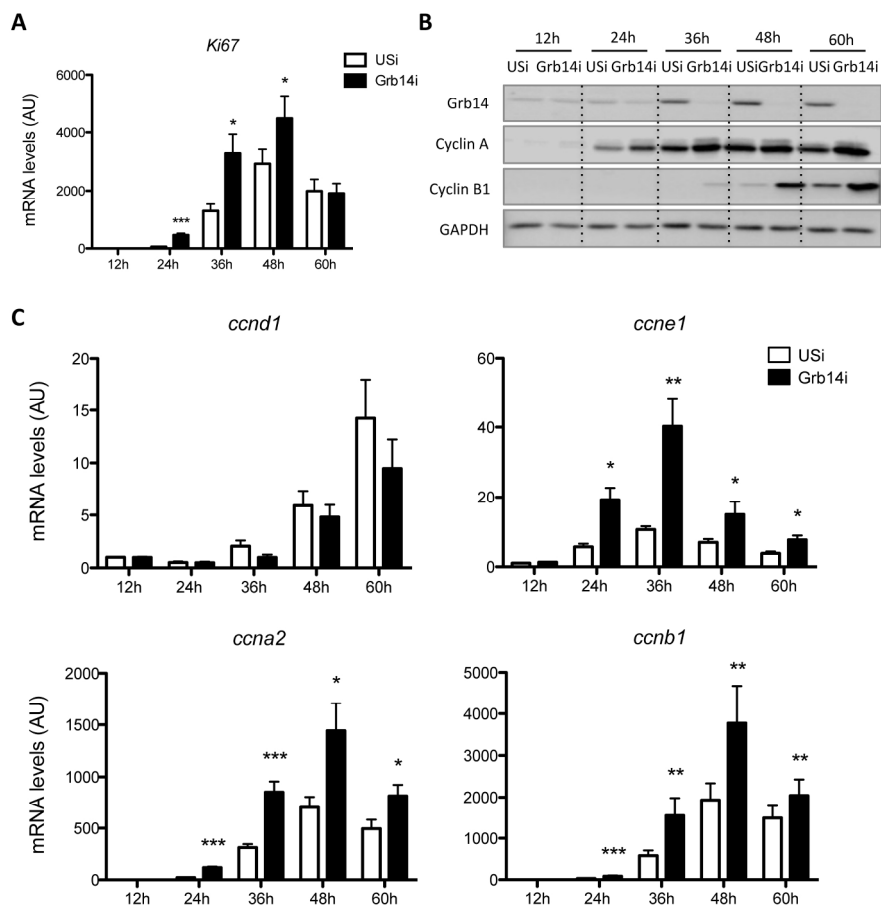 A
Ki67
USi
Grb14i
mRNA levels (AU)
6000
4000
2000
0
*** * *
12h 24h 36h 48h 60h
B
12h 24h 36h 48h 60h
USi Grb14i USi Grb14i USi Grb14i USiGrb14i USi Grb14i
Grb14
Cyclin A
Cyclin B1
GAPDH
C
ccnd1
mRNA levels (AU)
20
15
10
5
0
12h 24h 36h 48h 60h
ccne1
USi
Grb14i
60
40
20
0
* ** * *
12h 24h 36h 48h 60h
ccna2
mRNA levels (AU)
2000
1500
1000
500
0
*** *** * *
12h 24h 36h 48h 60h
ccnb1
5000
4000
3000
2000
1000
0
*** ** ** **
12h 24h 36h 48h 60h